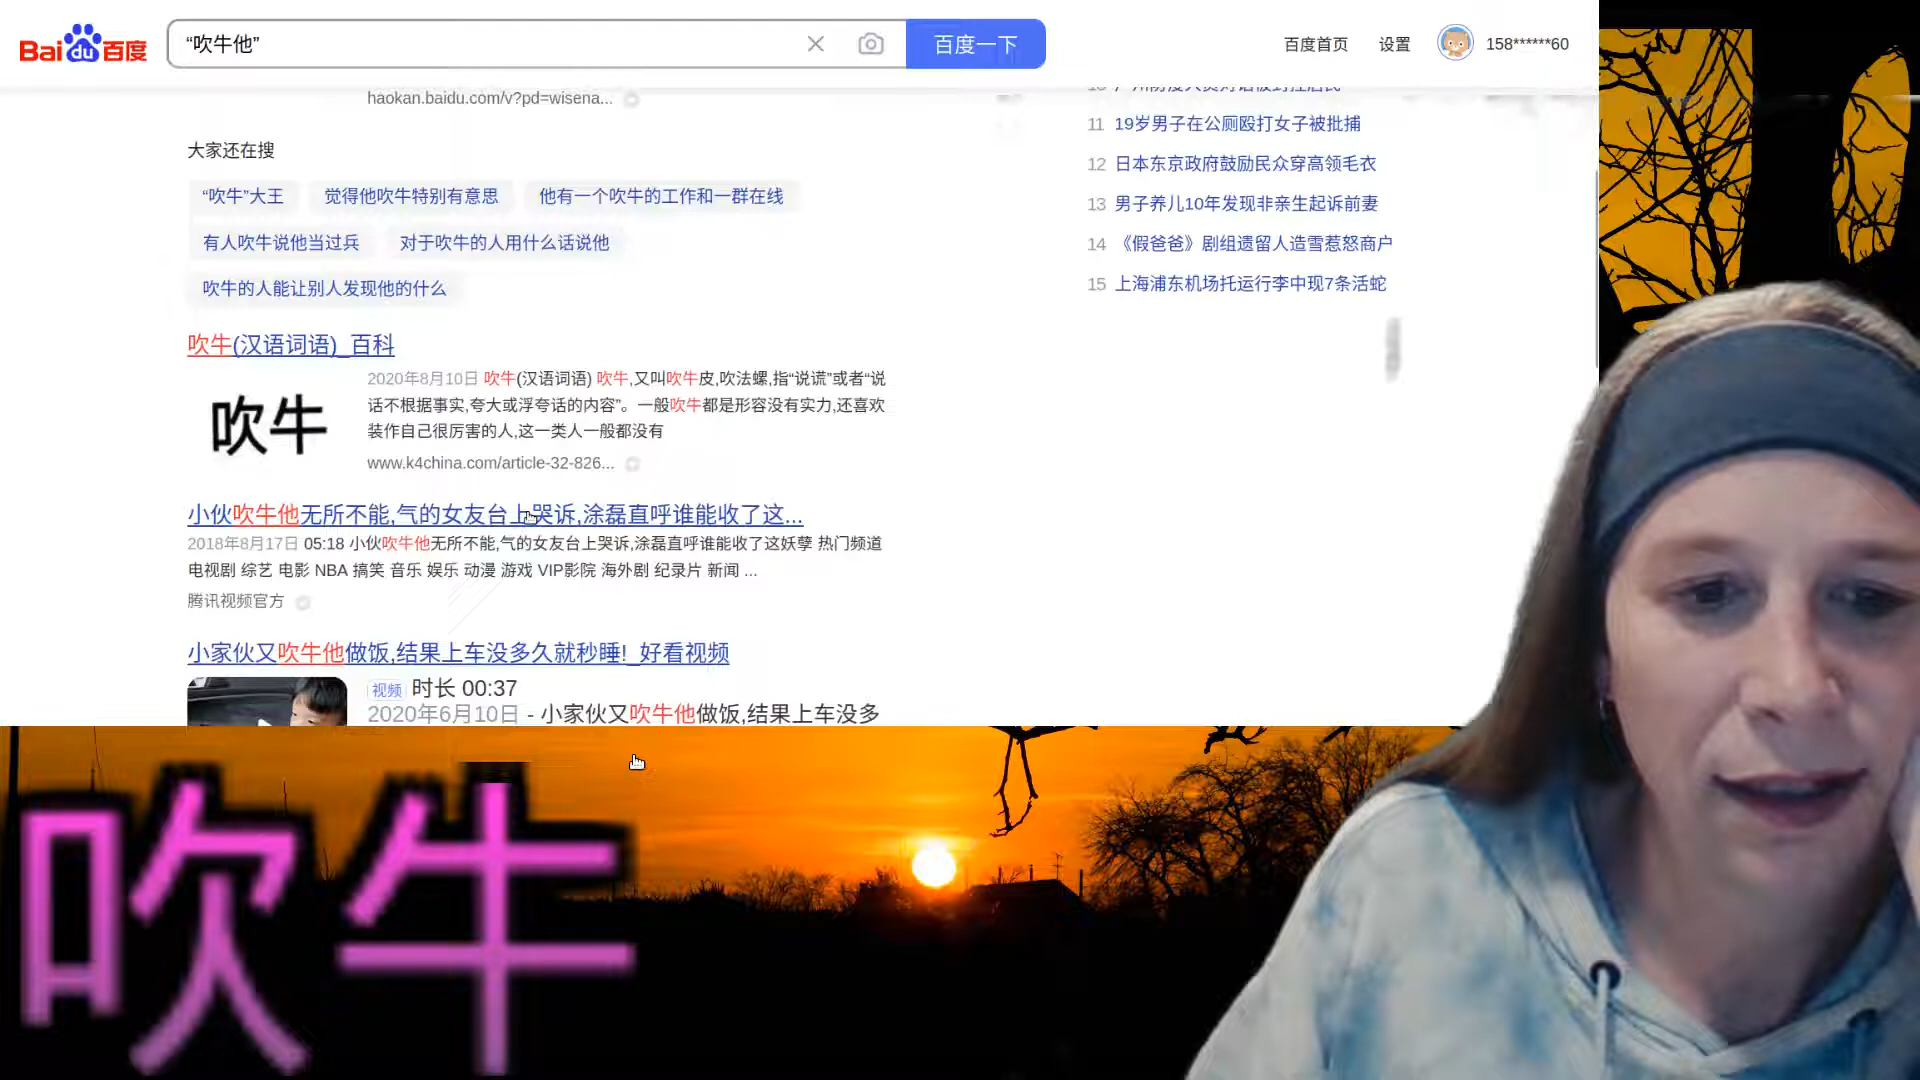 Bai du 百度
“吹牛他”
百度一下
百度首页
设置
158******60
haokan.baidu.com/v?pd=wisena...
大家还在搜
“吹牛”大王
觉得他吹牛特别有意思
他有一个吹牛的工作和一群在线
有人吹牛说他当过兵
对于吹牛的人用什么话说他
吹牛的人能让别人发现他的什么
吹牛(汉语词语)_百科
吹牛
2020年8月10日 吹牛(汉语词语) 吹牛,又叫吹牛皮,吹法螺,指“说谎”或者“说
话不根据事实,夸大或浮夸话的内容”。一般吹牛都是形容没有实力,还喜欢
装作自己很厉害的人,这一类人一般都没有
www.k4china.com/article-32-826...
小伙吹牛他无所不能,气的女友台上哭诉,涂磊直呼谁能收了这...
2018年8月17日 05:18 小伙吹牛他无所不能,气的女友台上哭诉,涂磊直呼谁能收了这妖孽 热门频道
电视剧 综艺 电影 NBA 搞笑 音乐 娱乐 动漫 游戏 VIP影院 海外剧 纪录片 新闻 ...
腾讯视频官方
小家伙又吹牛他做饭,结果上车没多久就秒睡!_好看视频
视频 时长 00:37
2020年6月10日 - 小家伙又吹牛他做饭,结果上车没多
11 19岁男子在公厕殴打女子被批捕
12 日本东京政府鼓励民众穿高领毛衣
13 男子养儿10年发现非亲生起诉前妻
14 《假爸爸》剧组遗留人造雪惹怒商户
15 上海浦东机场托运行李中现7条活蛇
吹牛